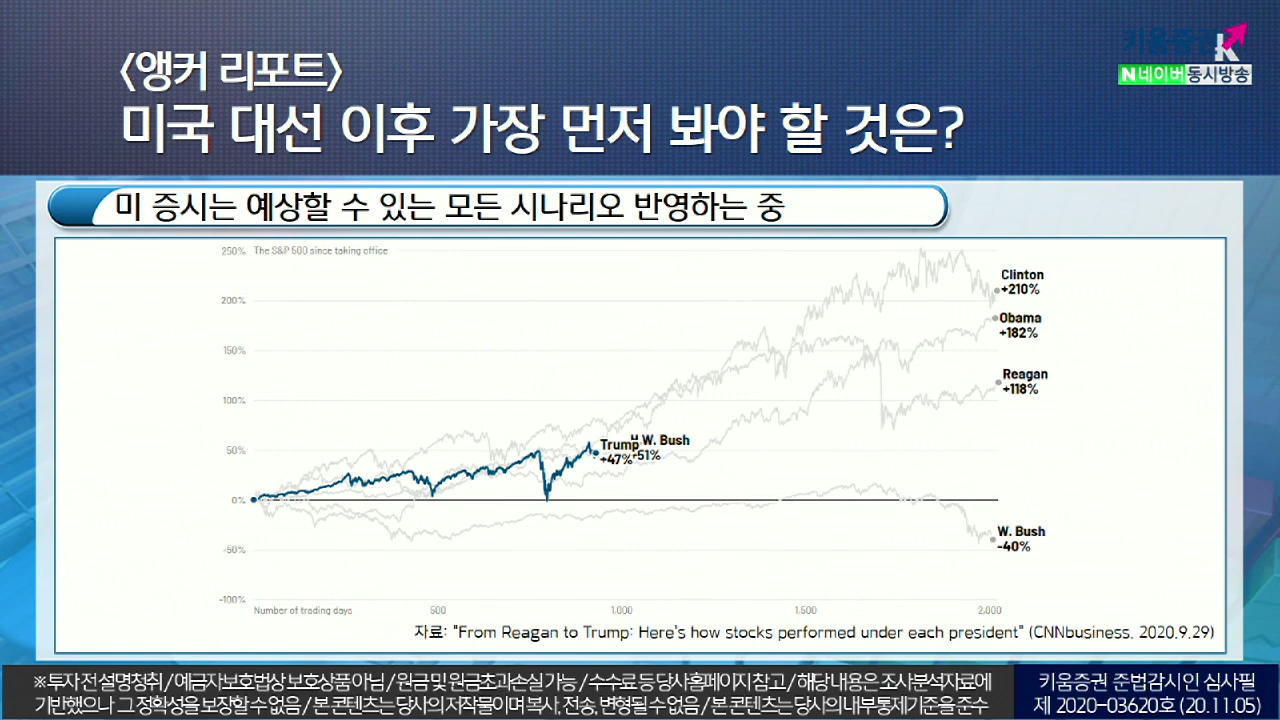 <앵커 리포트>
미국 대선 이후 가장 먼저 봐야 할 것은?
키움증권
N네이버 동시방송
미 증시는 예상할 수 있는 모든 시나리오 반영하는 중
250% The S&P 500 since taking office
200%
150%
100%
50%
0%
-50%
-100%
Clinton
+210%
Obama
+182%
Reagan
+118%
Trump
+47%
W. Bush
51%
W. Bush
-40%
Number of trading days 500 1,000 1,500 2,000
자료: "From Reagan to Trump: Here's how stocks performed under each president" (CNNbusiness. 2020.9.29)
※투자 전 설명청취 / 예금자보호법상 보호상품 아님 / 원금 및 원금초과손실 가능 / 수수료 등 당사홈페이지 참고 / 해당 내용은 조사분석자료에
기반했으나 그 정확성을 보장할 수 없음 / 본 콘텐츠는 당사의 저작물이며 복사, 전송, 변형될 수 없음 / 본 콘텐츠는 당사의 내부통제기준을 준수
키움증권 준법감시인 심사필
제 2020-03620호 (20.11.05)